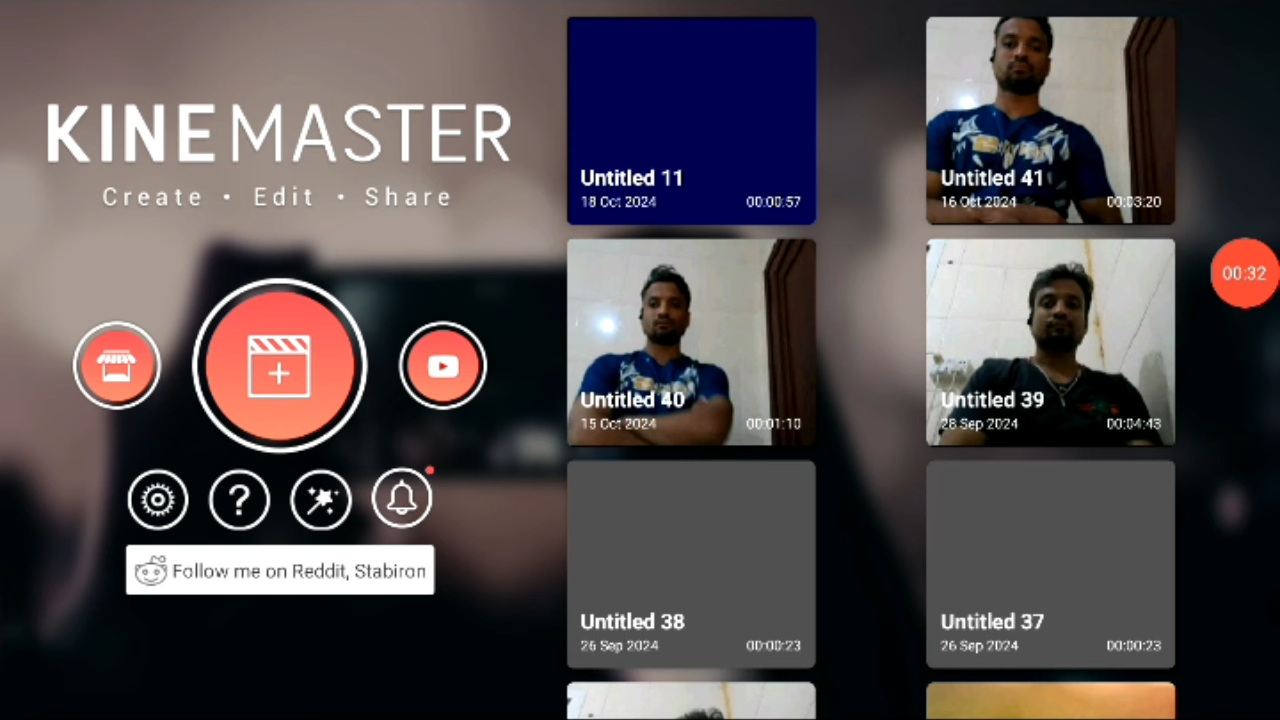 KINEMASTER
Create • Edit • Share
Follow me on Reddit, Stabiron
Untitled 11
18 Oct 2024 00:00:57
Untitled 41
16 Oct 2024 00:03:20
Untitled 40
15 Oct 2024 00:01:10
Untitled 39
28 Sep 2024 00:04:43
Untitled 38
26 Sep 2024 00:00:23
Untitled 37
26 Sep 2024 00:00:23
00:32